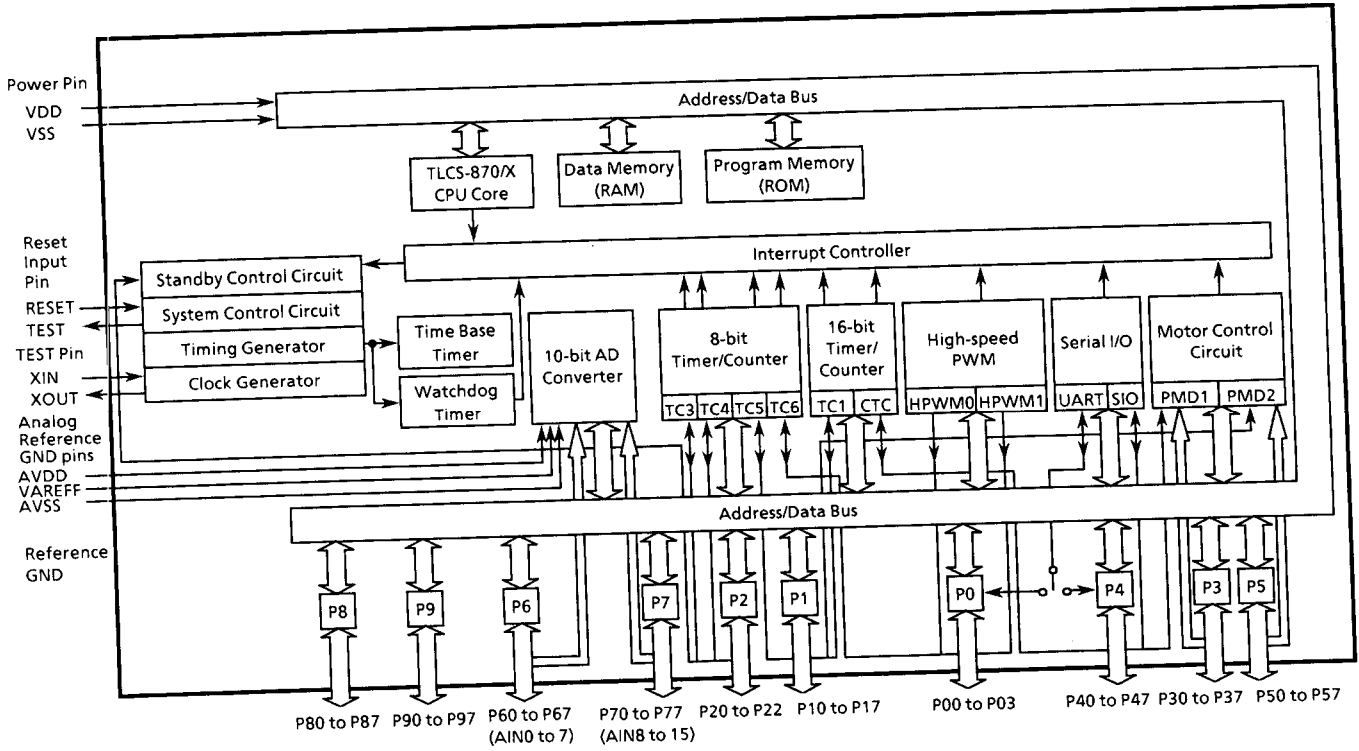 Power Pin
VDD
VSS
Address/Data Bus
TLCS-870/X
CPU Core
Data Memory
(RAM)
Program Memory
(ROM)
Reset
Input
Pin
RESET
TEST
TEST Pin
XIN
XOUT
Analog
Reference
GND pins
AVDD
VAREFF
AVSS
Reference
GND
Interrupt Controller
Standby Control Circuit
System Control Circuit
Timing Generator
Clock Generator
Time Base
Timer
Watchdog
Timer
10-bit AD
Converter
8-bit
Timer/Counter
TC3 TC4 TC5 TC6
16-bit
Timer/
Counter
TC1 CTC
High-speed
PWM
HPWM0 HPWM1
Serial I/O
UART SIO
Motor Control
Circuit
PMD1 PMD2
Address/Data Bus
P8 P9 P6 P7 P2 P1 P0 P4 P3 P5
P80 to P87 P90 to P97 P60 to P67 P70 to P77 P20 to P22 P10 to P17 P00 to P03 P40 to P47 P30 to P37 P50 to P57
(AIN0 to 7) (AIN8 to 15)